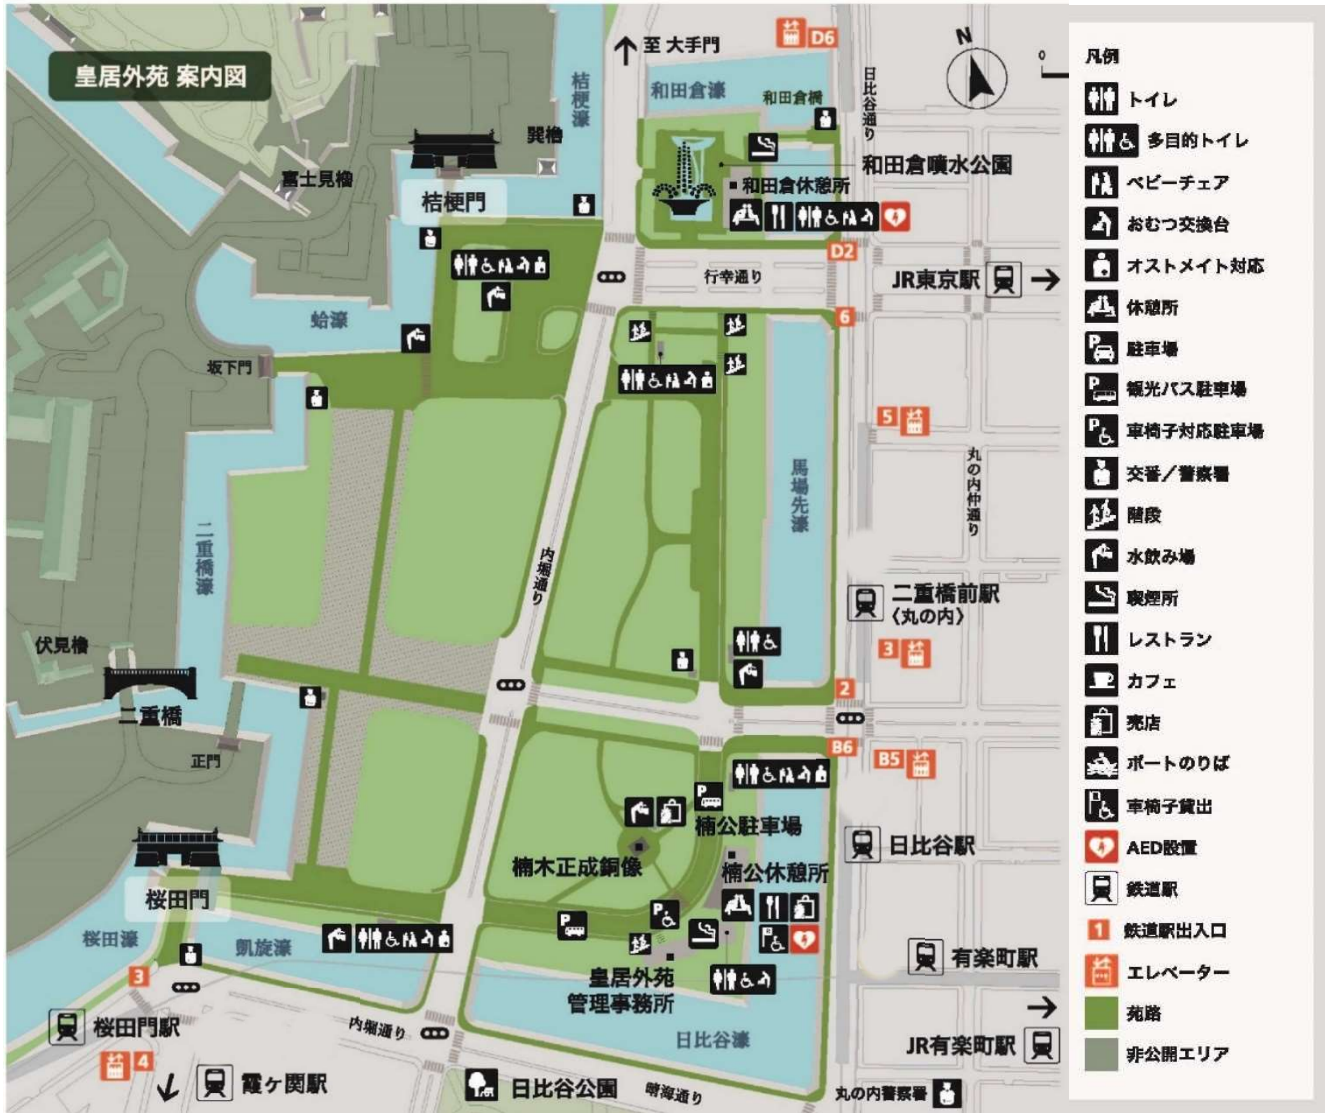 皇居外苑 案内図
至 大手門
D6
N
0
桔梗濠
和田倉濠
和田倉橋
日比谷通り
巽櫓
富士見櫓
桔梗門
和田倉噴水公園
和田倉休憩所
D2
行幸通り
JR東京駅
6
蛤濠
坂下門
5
馬場先濠
丸の内仲通り
二重橋濠
内堀通り
二重橋前駅
〈丸の内〉
伏見櫓
3
二重橋
2
正門
B6
B5
楠公駐車場
日比谷駅
楠木正成銅像
楠公休憩所
桜田門
桜田濠
凱旋濠
有楽町駅
3
皇居外苑
管理事務所
桜田門駅
内堀通り
日比谷濠
JR有楽町駅
4
霞ケ関駅
日比谷公園
晴海通り
丸の内警察署
凡例
トイレ
多目的トイレ
ベビーチェア
おむつ交換台
オストメイト対応
休憩所
P
駐車場
P
観光バス駐車場
P
車椅子対応駐車場
交番／警察署
階段
水飲み場
喫煙所
レストラン
カフェ
売店
ボートのりば
車椅子貸出
AED設置
鉄道駅
1
鉄道駅出入口
エレベーター
苑路
非公開エリア